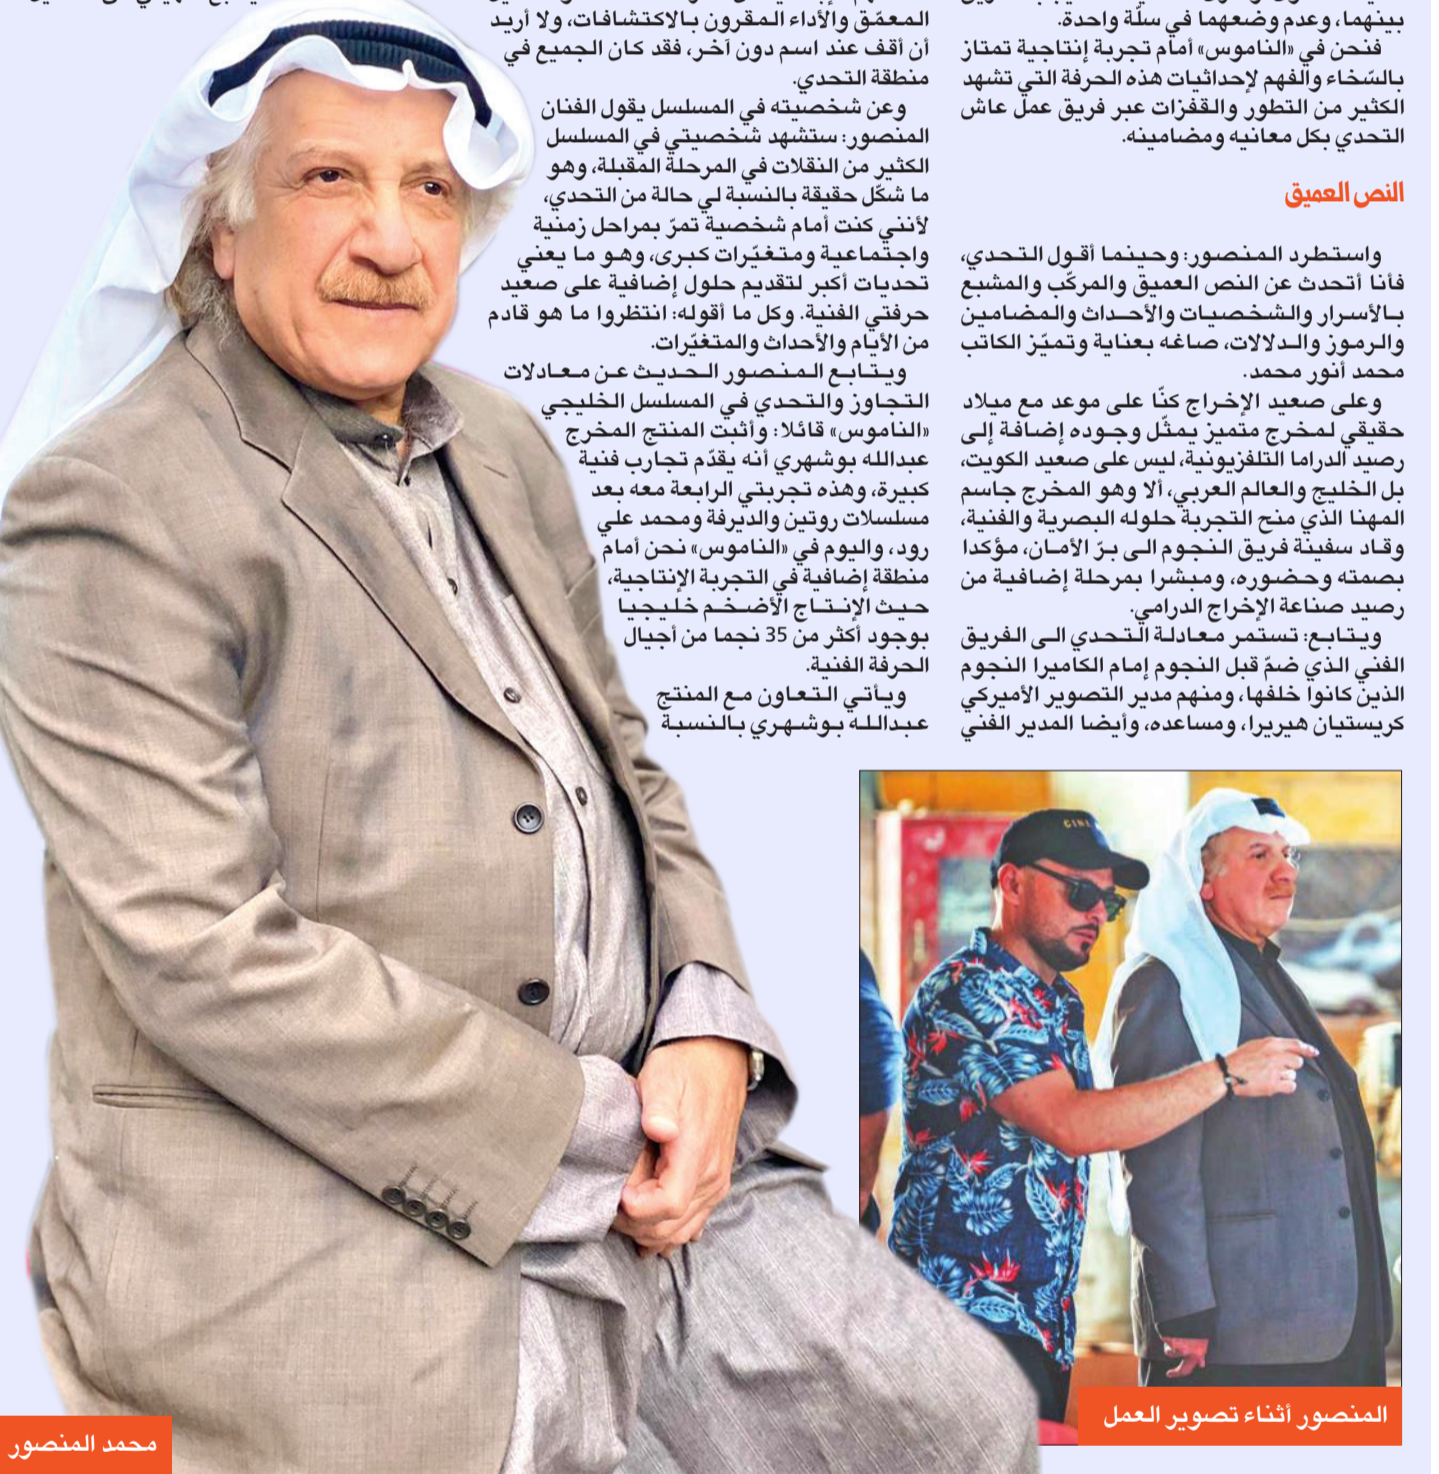 بينهما، وعدم وضعهما في سلّة واحدة.
فنحن في «الناموس» أمام تجربة إنتاجية تمتاز
بالسّخاء والفهم لإحداثيات هذه الحرفة التي تشهد
الكثير من التطور والقفزات عبر فريق عمل عاش
التحدي بكل معانيه ومضامينه.
النص العميق
واستطرد المنصور: وحينما أقول التحدي،
فأنا أتحدث عن النص العميق والمركّب والمشبع
بالأسرار والشخصيات والأحداث والمضامين
والرموز والدلالات، صاغه بعناية وتميّز الكاتب
محمد أنور محمد.
وعلى صعيد الإخراج كنّا على موعد مع ميلاد
حقيقي لمخرج متميز يمثّل وجوده إضافة إلى
رصيد الدراما التلفزيونية، ليس على صعيد الكويت،
بل الخليج والعالم العربي، ألا وهو المخرج جاسم
المهنا الذي منح التجربة حلوله البصرية والفنية،
وقاد سفينة فريق النجوم الى برّ الأمان، مؤكدا
بصمته وحضوره، ومبشرا بمرحلة إضافية من
رصيد صناعة الإخراج الدرامي.
ويتابع: تستمر معادلة التحدي الى الفريق
الفني الذي ضمّ قبل النجوم إمام الكاميرا النجوم
الذين كانوا خلفها، ومنهم مدير التصوير الأميركي
كريستيان هيريرا، ومساعده، وأيضا المدير الفني
المعمّق والأداء المقرون بالاكتشافات، ولا أريد
أن أقف عند اسم دون آخر، فقد كان الجميع في
منطقة التحدي.
وعن شخصيته في المسلسل يقول الفنان
المنصور: ستشهد شخصيتي في المسلسل
الكثير من النقلات في المرحلة المقبلة، وهو
ما شكّل حقيقة بالنسبة لي حالة من التحدي،
لأنني كنت أمام شخصية تمرّ بمراحل زمنية
واجتماعية ومتغيّرات كبرى، وهو ما يعني
تحديات أكبر لتقديم حلول إضافية على صعيد
حرفتي الفنية. وكل ما أقوله: انتظروا ما هو قادم
من الأيام والأحداث والمتغيّرات.
ويتابع المنصور الحديث عن معادلات
التجاوز والتحدي في المسلسل الخليجي
«الناموس» قائلا: وأثبت المنتج المخرج
عبدالله بوشهري أنه يقدّم تجارب فنية
كبيرة، وهذه تجربتي الرابعة معه بعد
مسلسلات روتين والديرفة ومحمد علي
رود، واليوم في «الناموس» نحن أمام
منطقة إضافية في التجربة الإنتاجية،
حيث الإنتاج الأضخم خليجيا
بوجود أكثر من 35 نجما من أجيال
الحرفة الفنية.
ويأتي التعاون مع المنتج
عبدالله بوشهري بالنسبة
المنصور أثناء تصوير العمل
محمد المنصور